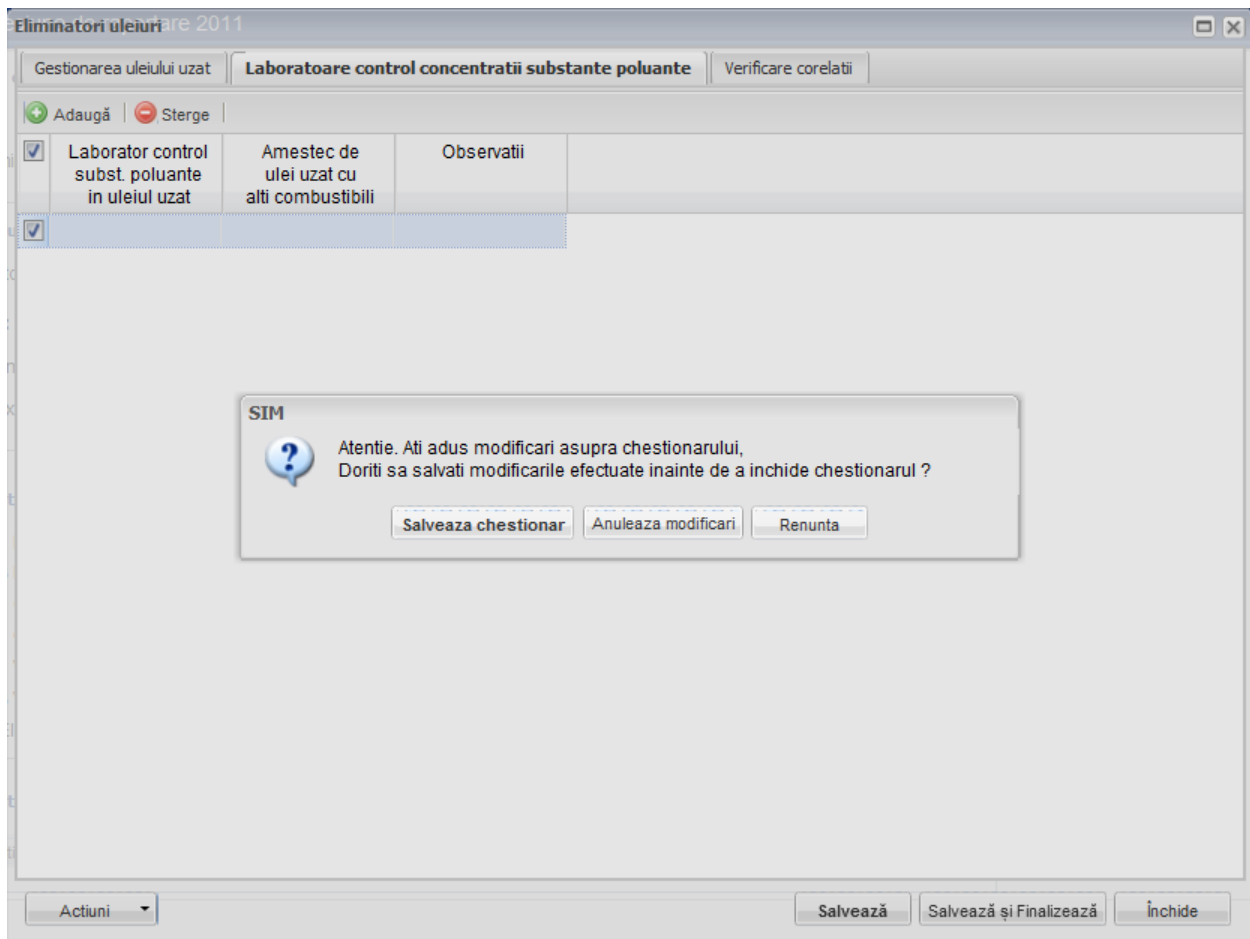 Eliminatori uleiuri
are 2011
Gestionarea uleiului uzat
Laboratoare control concentratii substante poluante
Verificare corelatii
Adaugă
Sterge
Laborator control
subst. poluante
in uleiul uzat
Amestec de
ulei uzat cu
alti combustibili
Observatii
SIM
Atentie. Ati adus modificari asupra chestionarului,
Doriti sa salvati modificarile efectuate inainte de a inchide chestionarul ?
Salveaza chestionar
Anuleaza modificari
Renunta
Actiuni
Salvează
Salvează și Finalizează
Închide